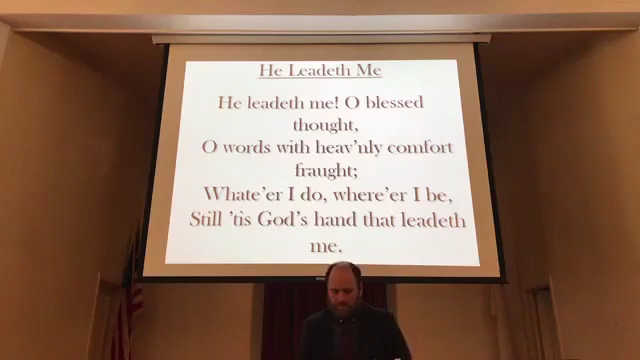 He Leadeth Me
He leadeth me! O blessed
thought,
O words with heav'nly comfort
fraught;
Whate'er I do, where'er I be,
Still 'tis God's hand that leadeth
me.